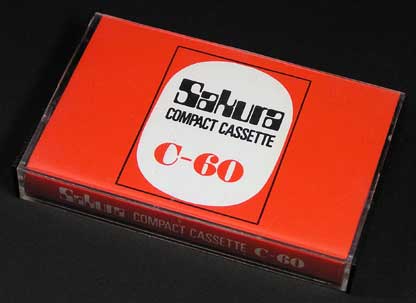 Sakura
COMPACT CASSETTE
C-60
Sakura COMPACT CASSETTE C-60